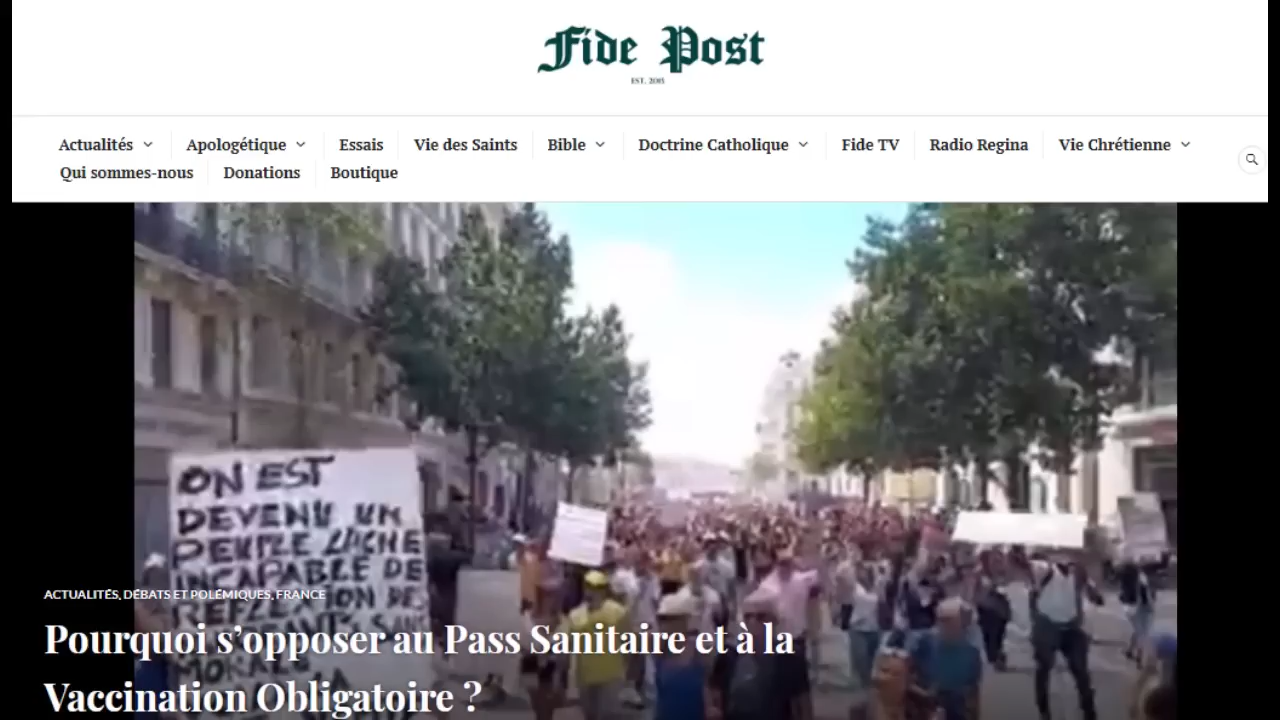 Fide Post
EST. 2015
Actualités
Apologétique
Essais
Vie des Saints
Bible
Doctrine Catholique
Fide TV
Radio Regina
Vie Chrétienne
Qui sommes-nous
Donations
Boutique
ON EST
DEVENU UN
PEUPLE LACHE
INCAPABLE DE
ACTUALITÉS, DÉBATS ET POLÉMIQUES, FRANCE
Pourquoi s’opposer au Pass Sanitaire et à la
Vaccination Obligatoire ?